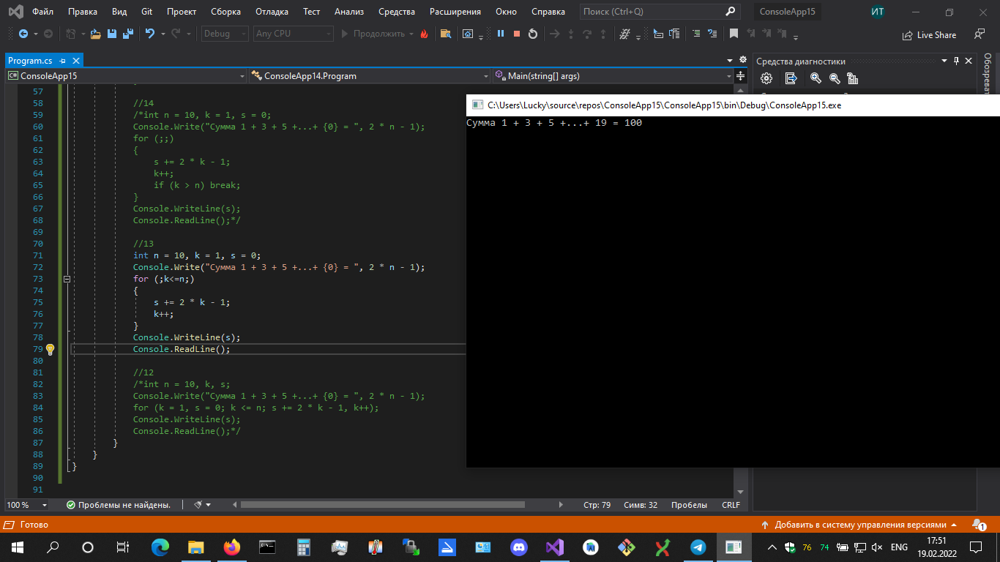 Файл Правка Вид Git Проект Сборка Отладка Тест Анализ Средства Расширения Окно Справка Поиск (Ctrl+Q) ConsoleApp15 ИТ
Debug Any CPU Продолжить Live Share
Program.cs
Средства диагностики
Обозреват
C# ConsoleApp15 ConsoleApp14.Program Main(string[] args)
57
58 //14
59 /*int n = 10, k = 1, s = 0;
60 Console.Write("Сумма 1 + 3 + 5 +...+ {0} = ", 2 * n - 1);
61 for (;;)
62 {
63 s += 2 * k - 1;
64 k++;
65 if (k > n) break;
66 }
67 Console.WriteLine(s);
68 Console.ReadLine();*/
69
70 //13
71 int n = 10, k = 1, s = 0;
72 Console.Write("Сумма 1 + 3 + 5 +...+ {0} = ", 2 * n - 1);
73 for (;k<=n;)
74 {
75 s += 2 * k - 1;
76 k++;
77 }
78 Console.WriteLine(s);
79 Console.ReadLine();
80
81 //12
82 /*int n = 10, k, s;
83 Console.Write("Сумма 1 + 3 + 5 +...+ {0} = ", 2 * n - 1);
84 for (k = 1, s = 0; k <= n; s += 2 * k - 1, k++);
85 Console.WriteLine(s);
86 Console.ReadLine();*/
87 }
88 }
89 }
90
91
C:\Users\Lucky\source\repos\ConsoleApp15\ConsoleApp15\bin\Debug\ConsoleApp15.exe
Сумма 1 + 3 + 5 +...+ 19 = 100
100 % Проблемы не найдены. Стр: 79 Симв: 32 Пробелы CRLF
Готово Добавить в систему управления версиями 1
76 74 ENG 17:51
19.02.2022